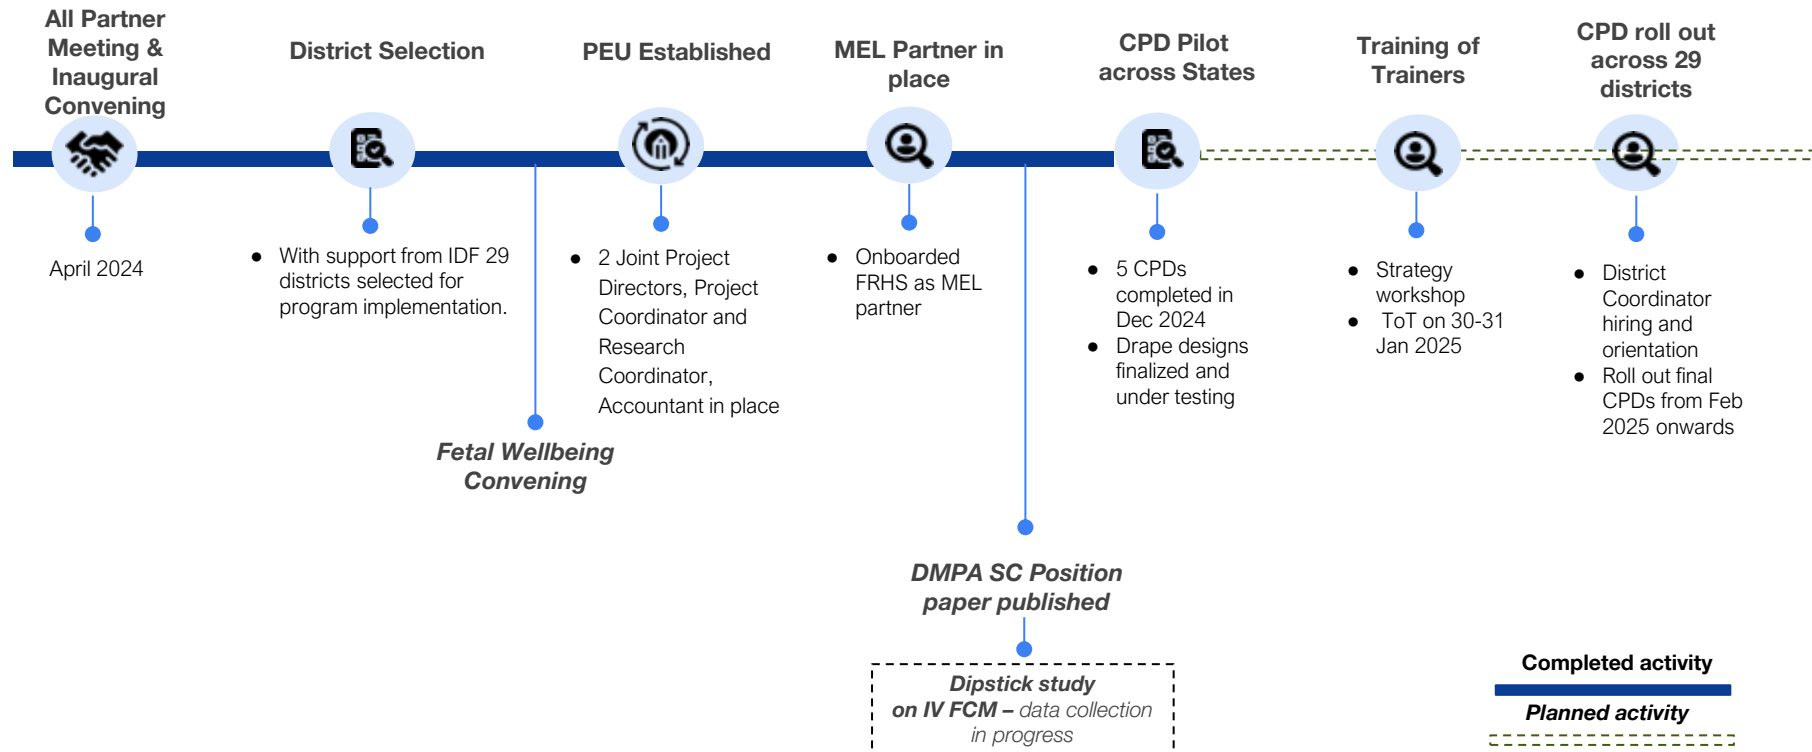 All Partner
Meeting &
Inaugural
Convening
District Selection
PEU Established
MEL Partner in
place
CPD Pilot
across States
Training of
Trainers
CPD roll out
across 29
districts
April 2024
● With support from IDF 29
districts selected for
program implementation.
● 2 Joint Project
Directors, Project
Coordinator and
Research
Coordinator,
Accountant in place
● Onboarded
FRHS as MEL
partner
● 5 CPDs
completed in
Dec 2024
● Drape designs
finalized and
under testing
● Strategy
workshop
● ToT on 30-31
Jan 2025
● District
Coordinator
hiring and
orientation
● Roll out final
CPDs from Feb
2025 onwards
Fetal Wellbeing
Convening
DMPA SC Position
paper published
Dipstick study
on IV FCM – data collection
in progress
Completed activity
Planned activity